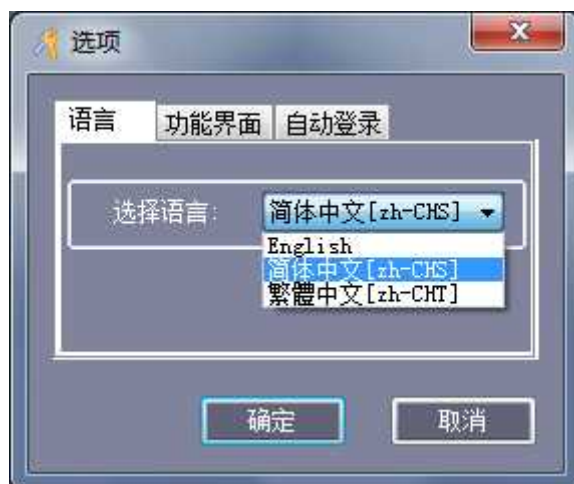 选项
语言 功能界面 自动登录
选择语言: 简体中文[zh-CHS]
English
简体中文[zh-CHS]
繁體中文[zh-CHT]
确定 取消